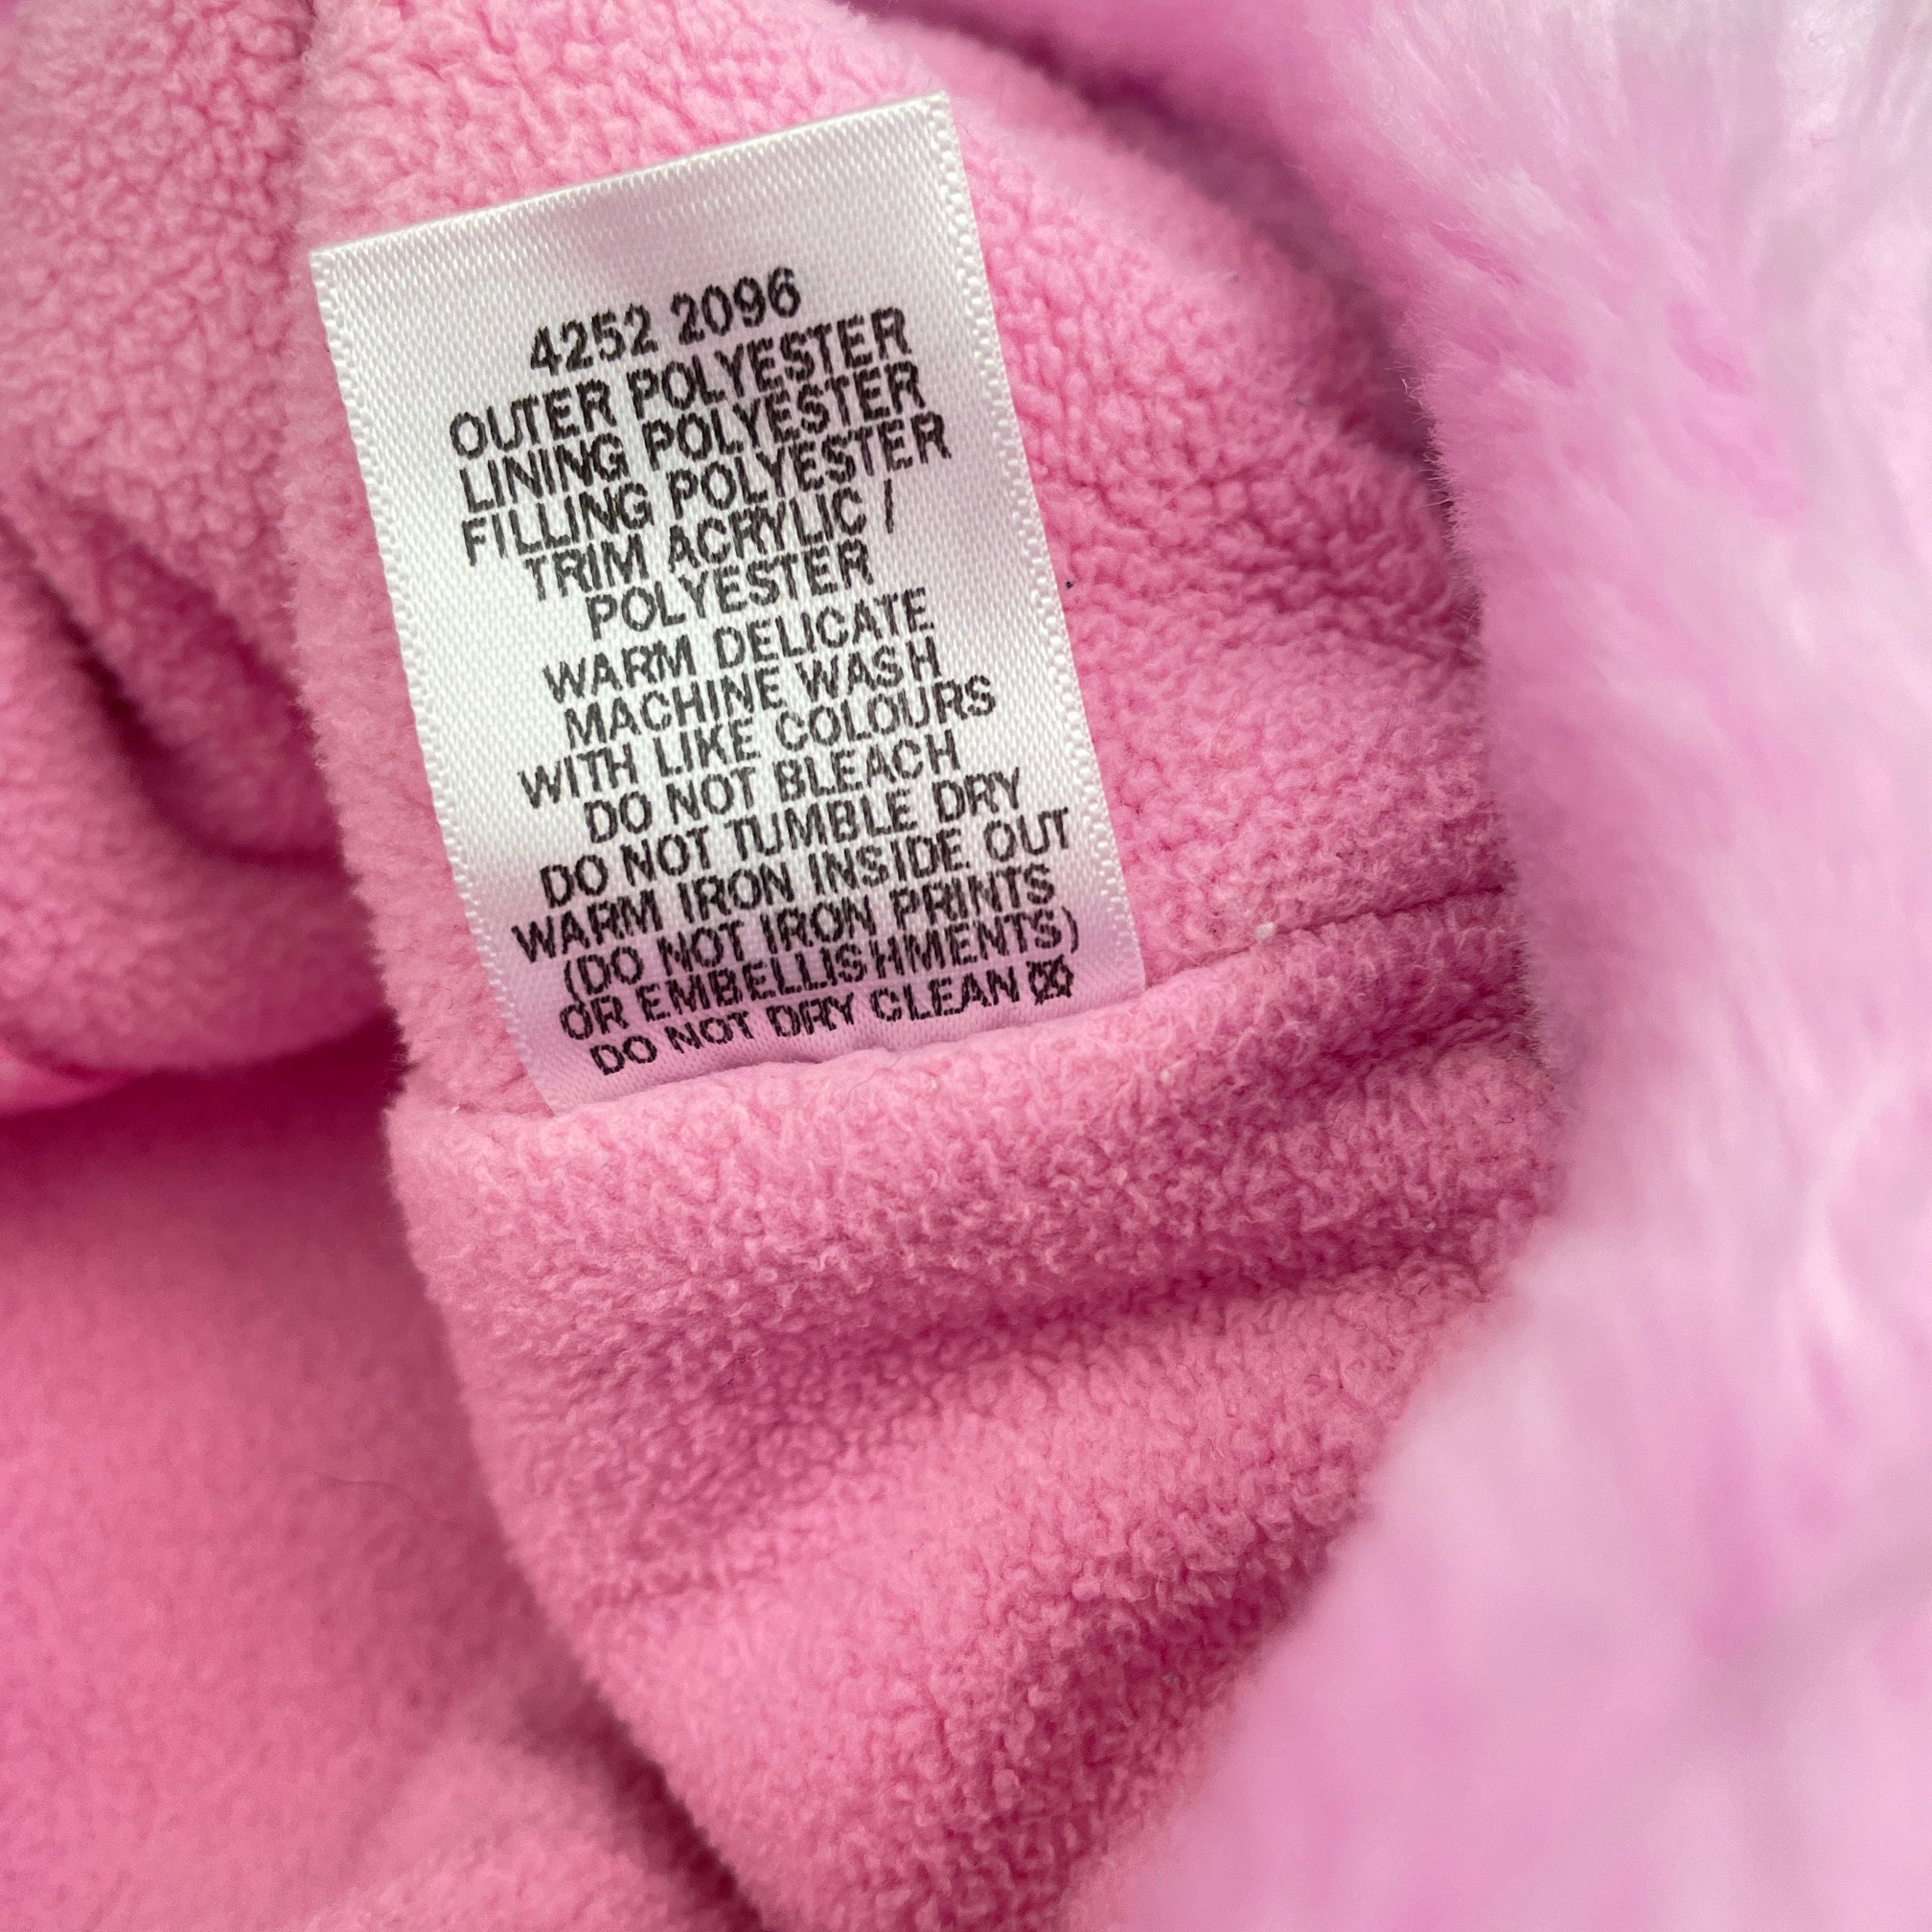 4252 2096
OUTER POLYESTER
LINING POLYESTER
FILLING POLYESTER
TRIM ACRYLIC /
POLYESTER
WARM DELICATE
MACHINE WASH
WITH LIKE COLOURS
DO NOT BLEACH
DO NOT TUMBLE DRY
WARM IRON INSIDE OUT
(DO NOT IRON PRINTS
OR EMBELLISHMENTS)
DO NOT DRY CLEAN